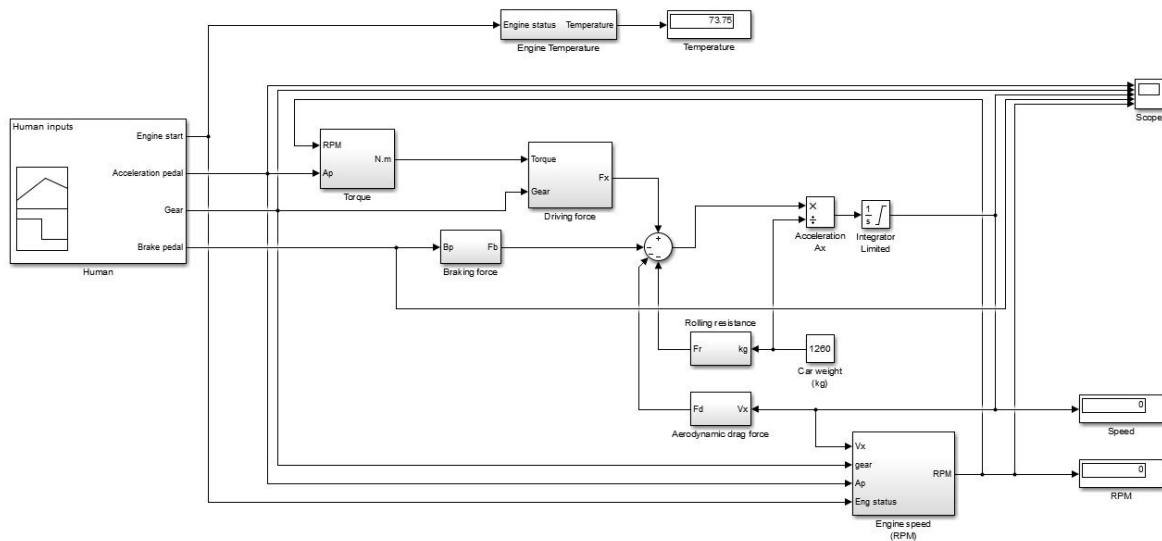 Engine status
Temperature
Engine Temperature
73.75
Temperature
Human inputs
Engine start
Acceleration pedal
Gear
Brake pedal
Human
RPM
Ap
N.m
Torque
Torque
Gear
Fx
Driving force
Bp
Fb
Braking force
+
−
−
−
×
÷
Acceleration
Ax
1
s
Integrator
Limited
Scope
Rolling resistance
Fr
kg
1260
Car weight
(kg)
Fd
Vx
Aerodynamic drag force
Vx
gear
Ap
Eng status
RPM
Engine speed
(RPM)
0
Speed
0
RPM